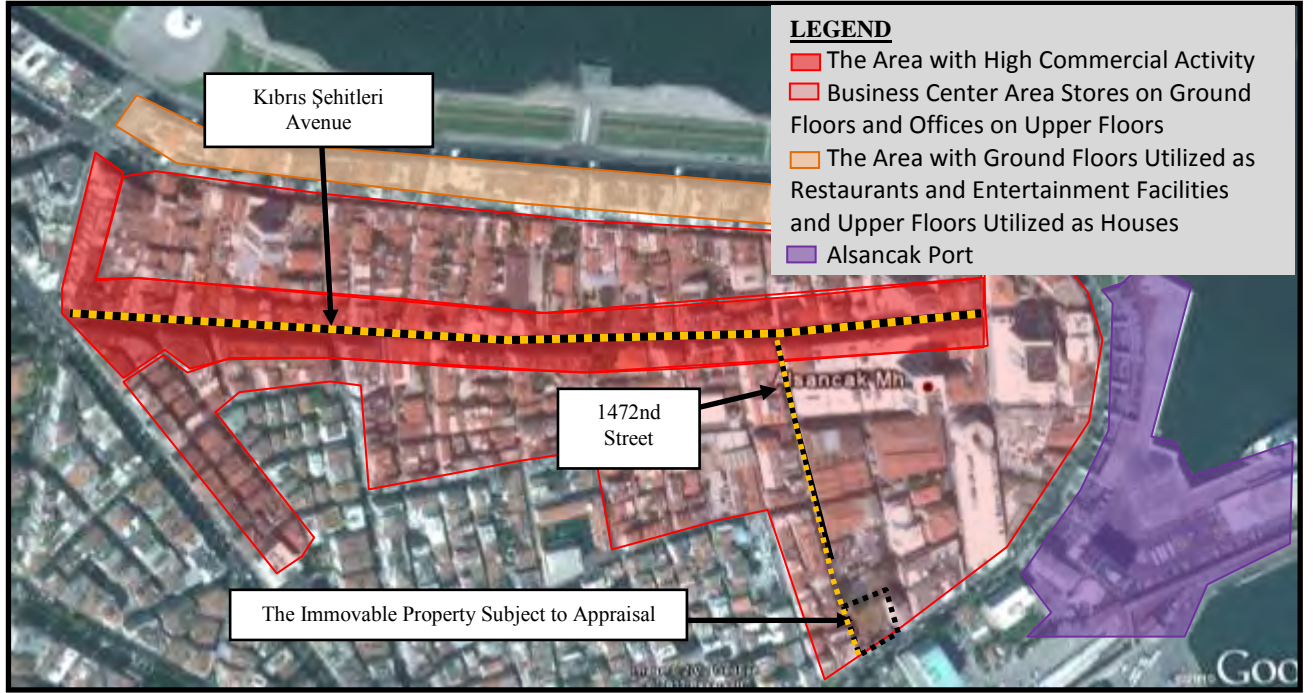 LEGEND
The Area with High Commercial Activity
Business Center Area Stores on Ground
Floors and Offices on Upper Floors
The Area with Ground Floors Utilized as
Restaurants and Entertainment Facilities
and Upper Floors Utilized as Houses
Alsancak Port
Kıbrıs Şehitleri
Avenue
Alsancak Mh
1472nd
Street
The Immovable Property Subject to Appraisal
Goo